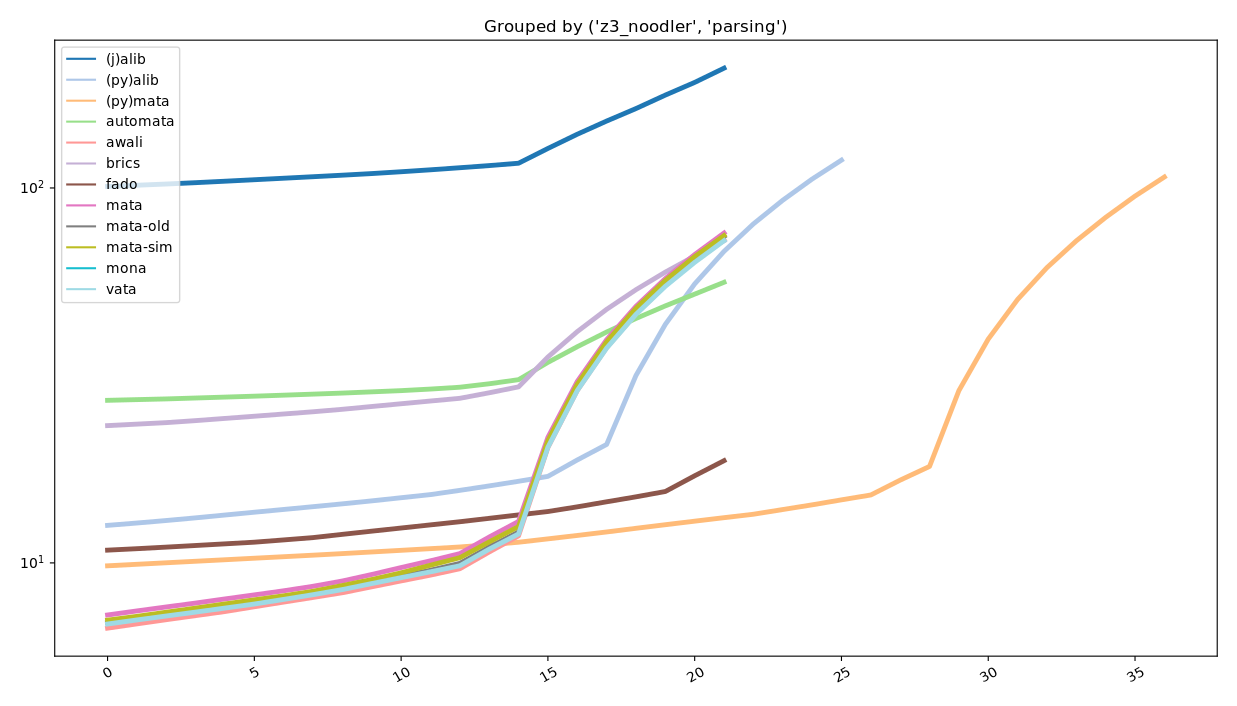 Grouped by ('z3_noodler', 'parsing')
(j)alib
(py)alib
(py)mata
automata
awali
brics
fado
mata
mata-old
mata-sim
mona
vata
10²
10¹
0 5 10 15 20 25 30 35